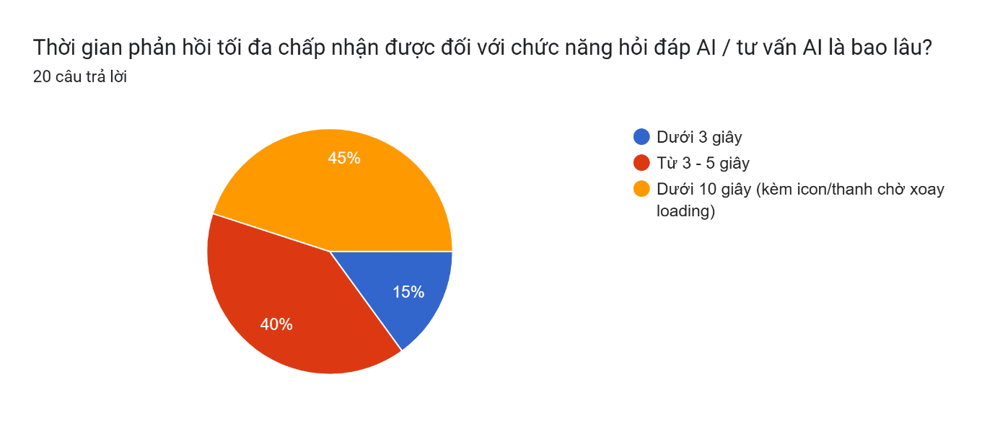 Thời gian phản hồi tối đa chấp nhận được đối với chức năng hỏi đáp AI / tư vấn AI là bao lâu?
20 câu trả lời
45%
15%
40%
Dưới 3 giây
Từ 3 - 5 giây
Dưới 10 giây (kèm icon/thanh chờ xoay
loading)